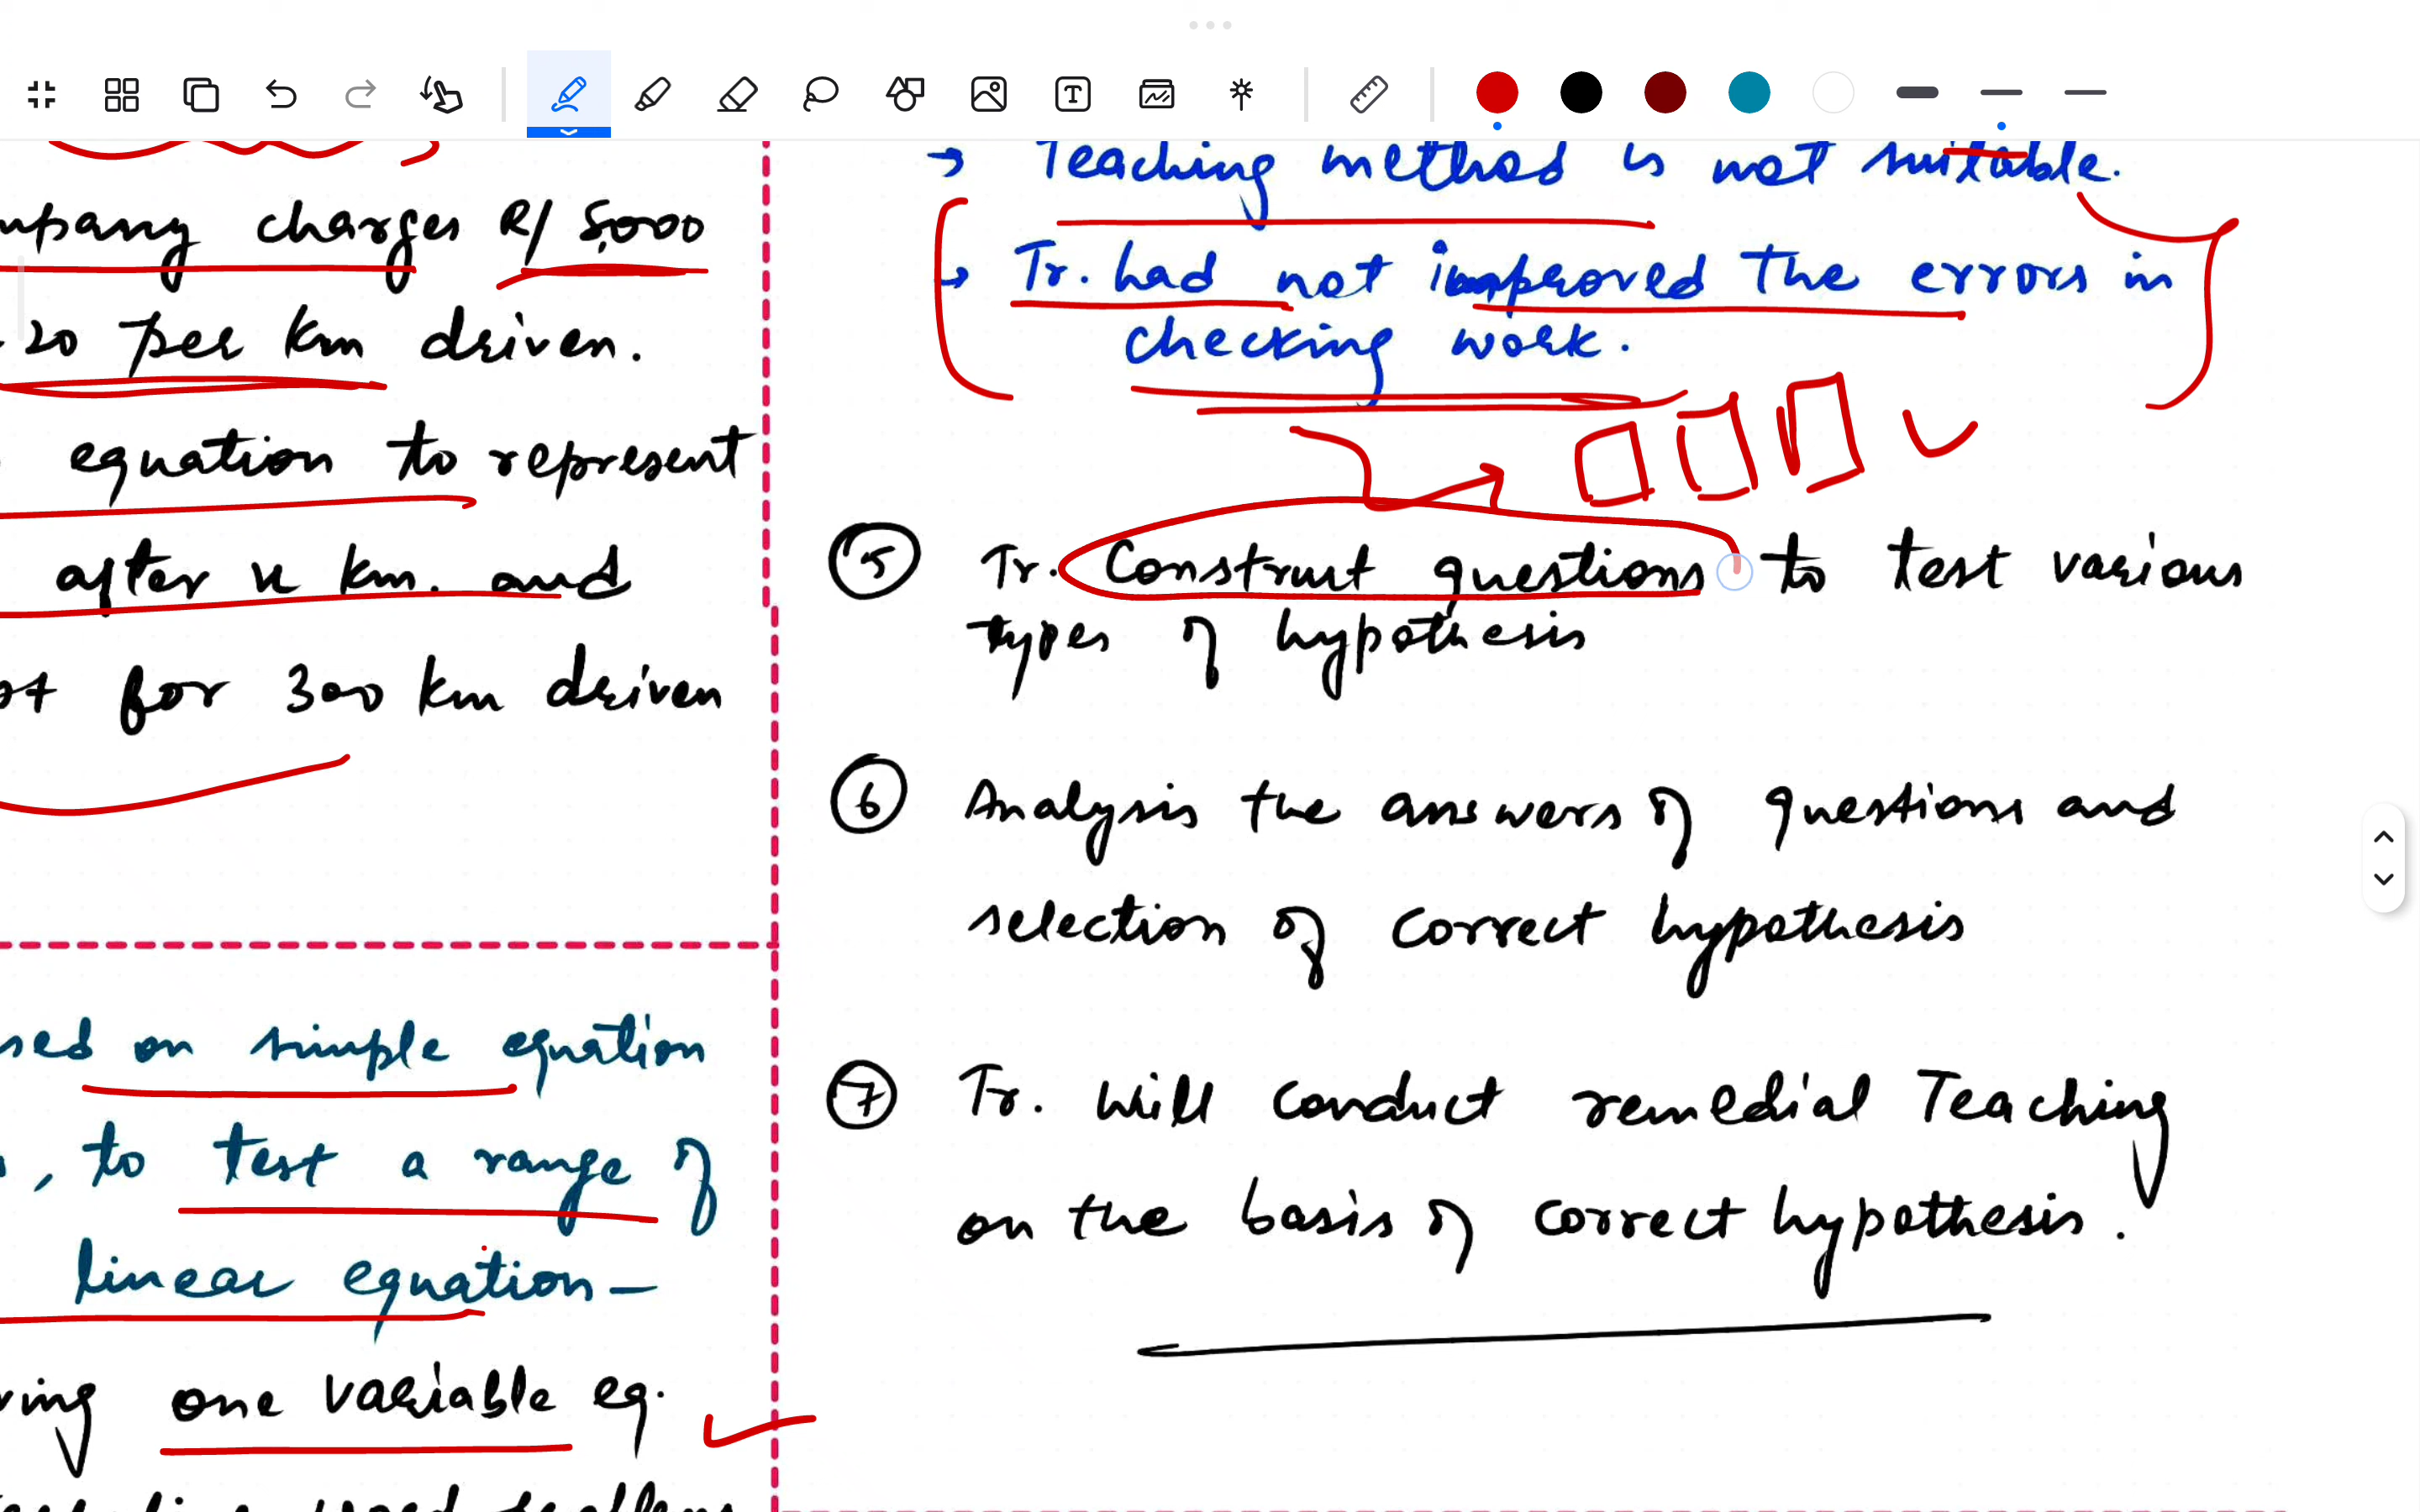 company charges R/ 5,000
20 per km driven.
equation to represent
after x km. and
for 300 km driven
on simple equation
, to test a range of
linear equation -
one variable eq.
→ Teaching method is not suitable.
→ Tr. had not improved the errors in
checking work.
⑤ Tr. Construct questions to test various
types of hypothesis
⑥ Analysis the answers of questions and
selection of correct hypothesis
⑦ Tr. will conduct remedial Teaching
on the basis of correct hypothesis.